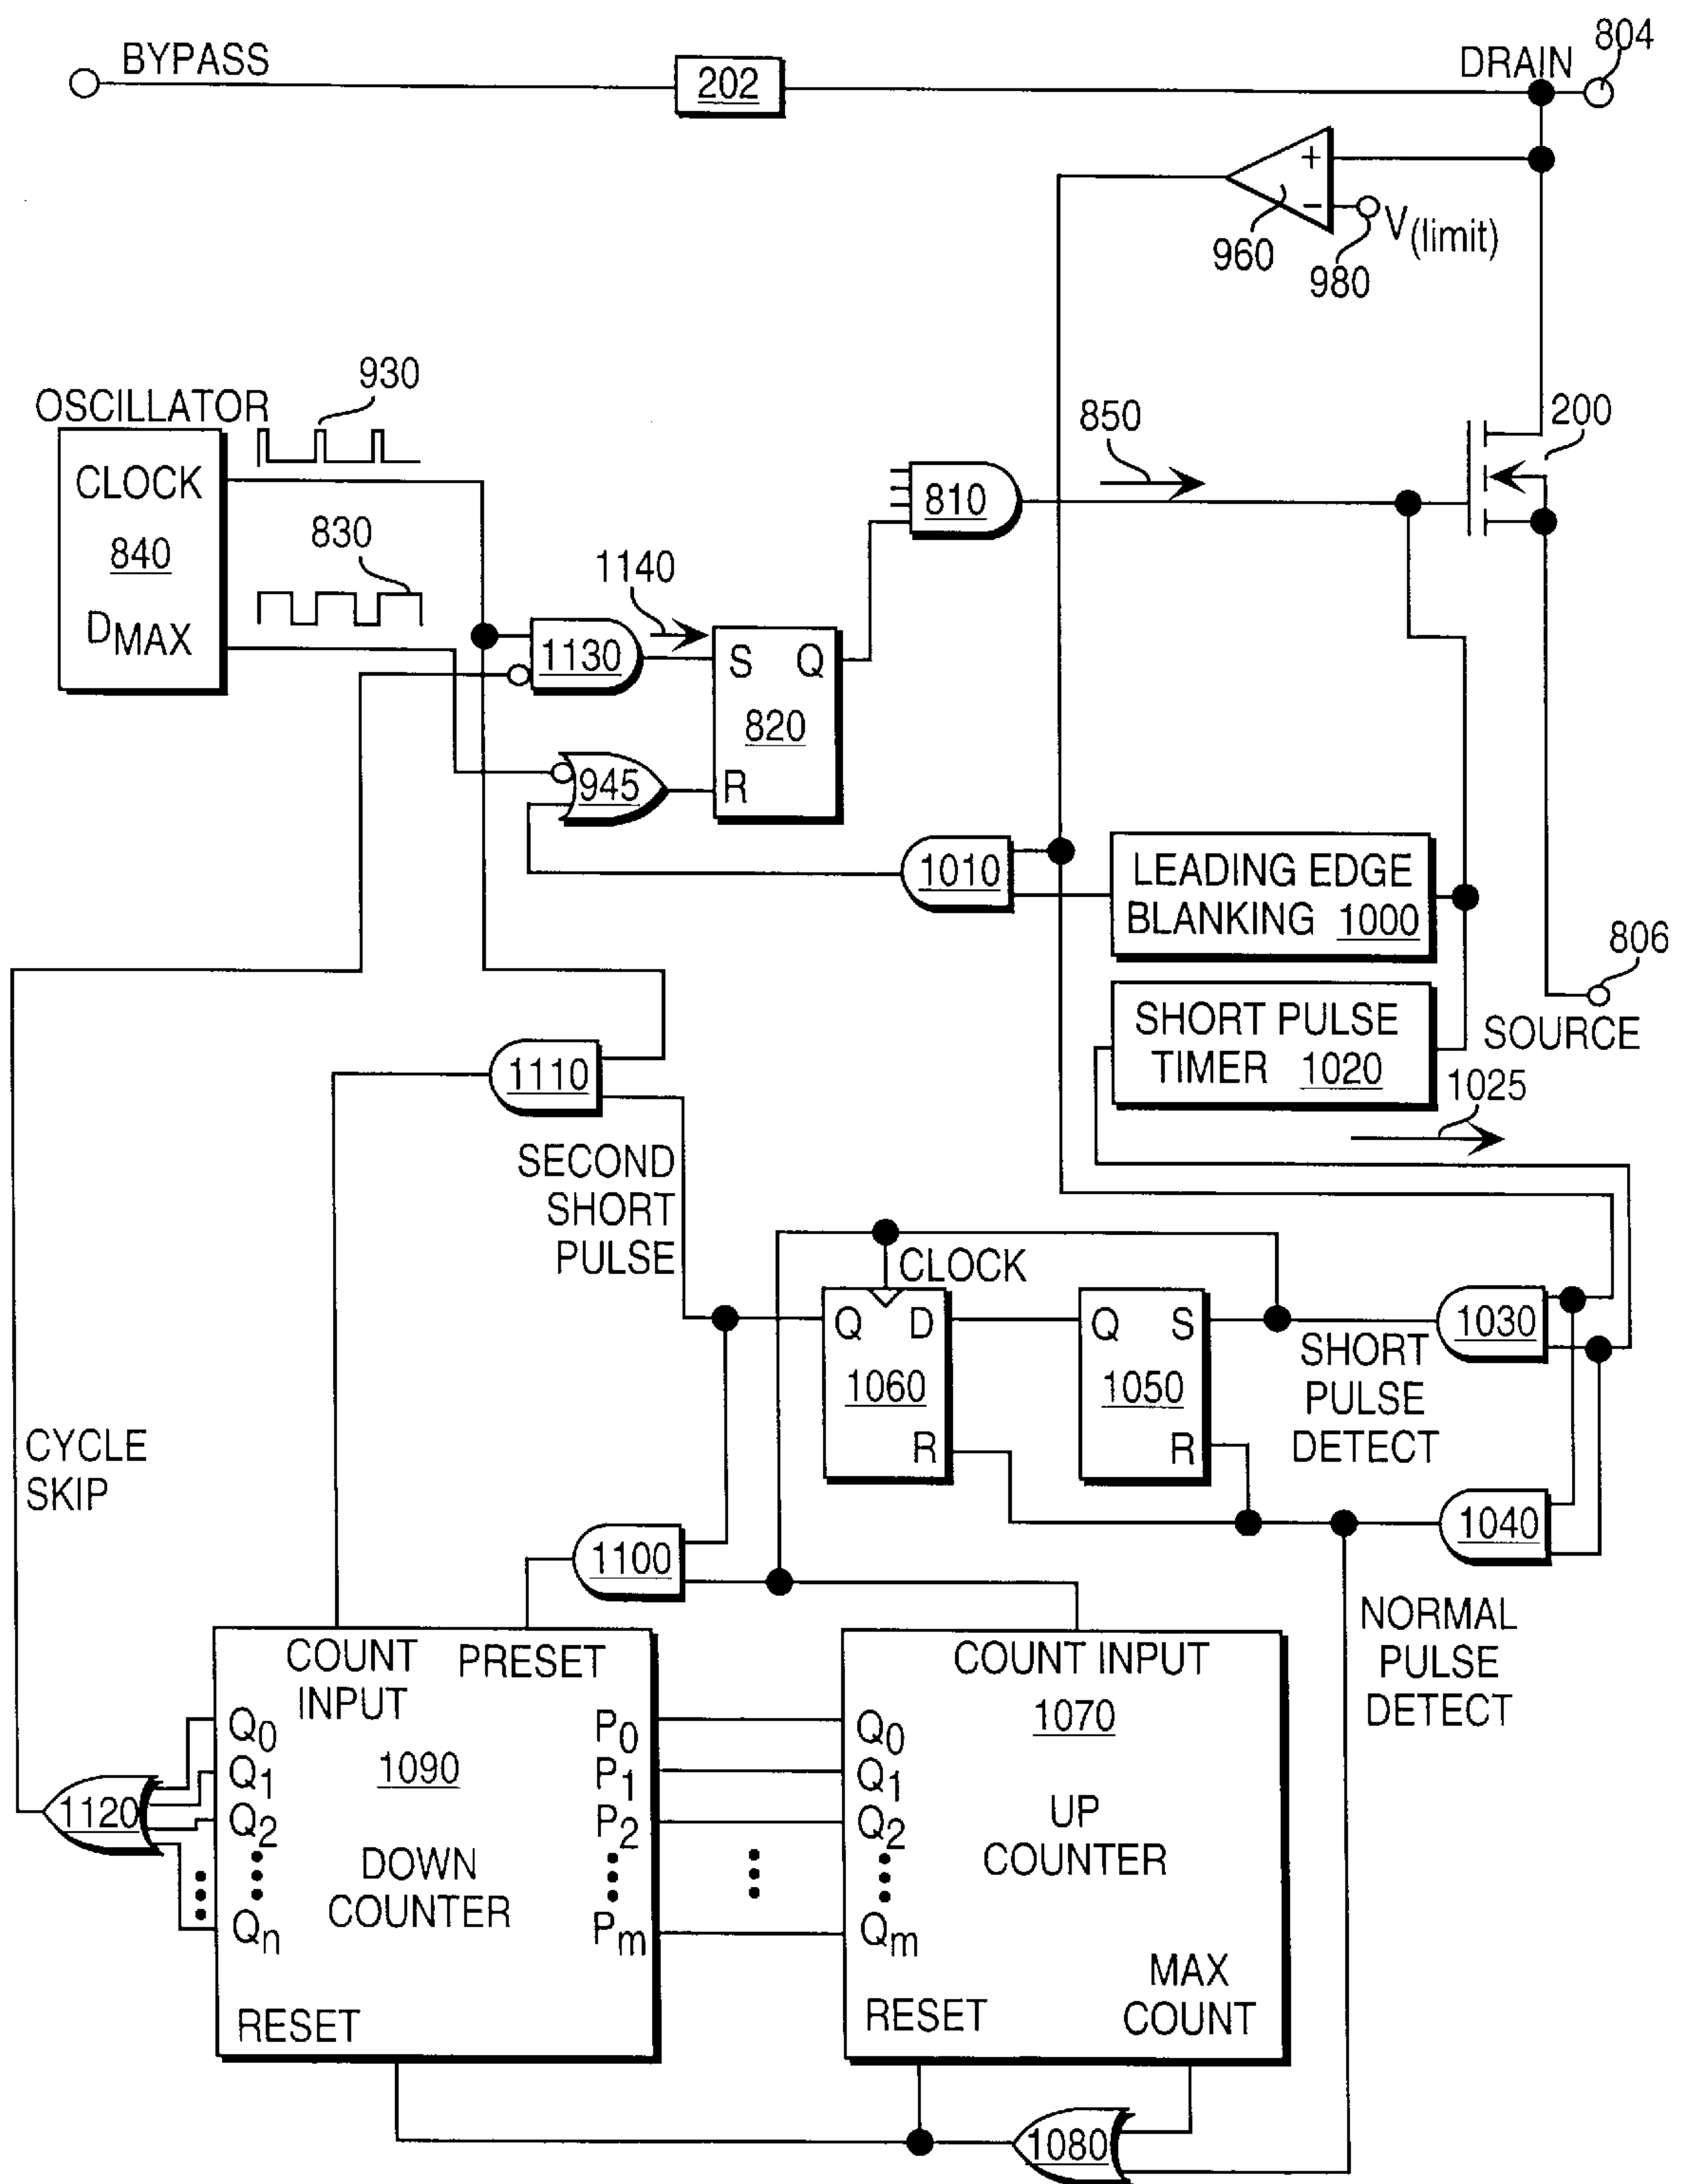 BYPASS
202
DRAIN
804
+
−
960
980
V(limit)
OSCILLATOR
930
CLOCK
840
830
DMAX
850
200
810
1140
1130
S Q
820
R
945
1010
LEADING EDGE
BLANKING 1000
806
SOURCE
SHORT PULSE
TIMER 1020
1025
1110
SECOND
SHORT
PULSE
CLOCK
Q D
1060
R
Q S
1050
R
1030
SHORT
PULSE
DETECT
1040
NORMAL
PULSE
DETECT
CYCLE
SKIP
1100
COUNT
INPUT
PRESET
Q0
Q1
Q2
Qn
1090
DOWN
COUNTER
P0
P1
P2
Pm
RESET
1120
COUNT INPUT
1070
Q0
Q1
Q2
Qm
UP
COUNTER
RESET
MAX
COUNT
1080